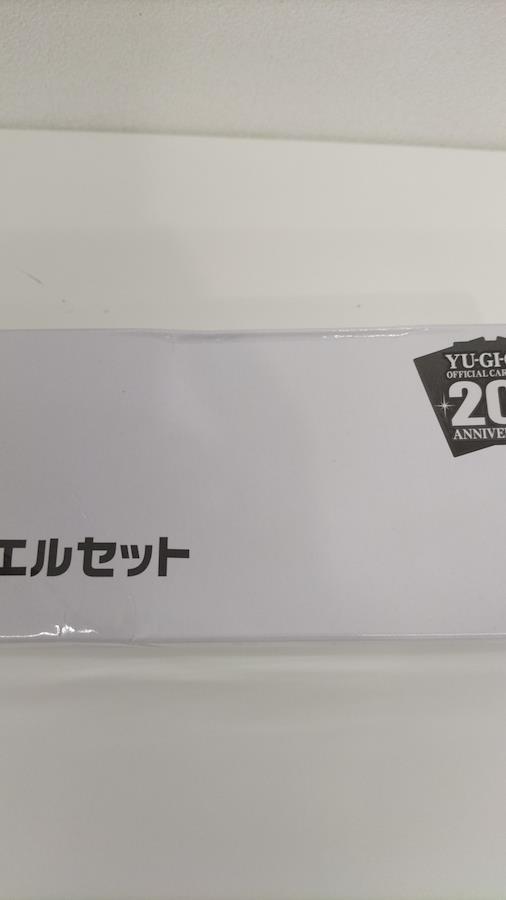 YU-GI-
OFFICIAL CAR
20
ANNIVE
エルセット